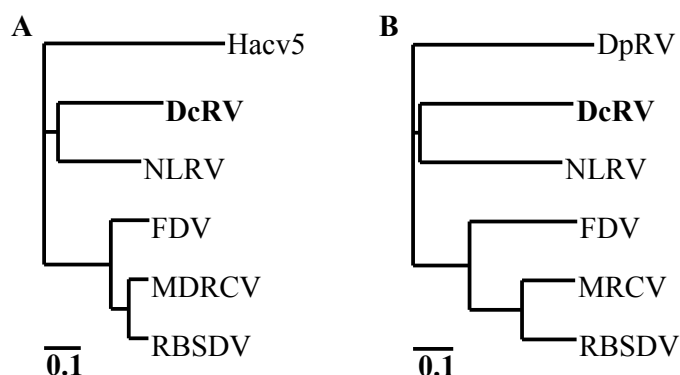 A
Hacv5
DcRV
NLRV
FDV
MDRCV
RBSDV
0.1
B
DpRV
DcRV
NLRV
FDV
MRCV
RBSDV
0.1